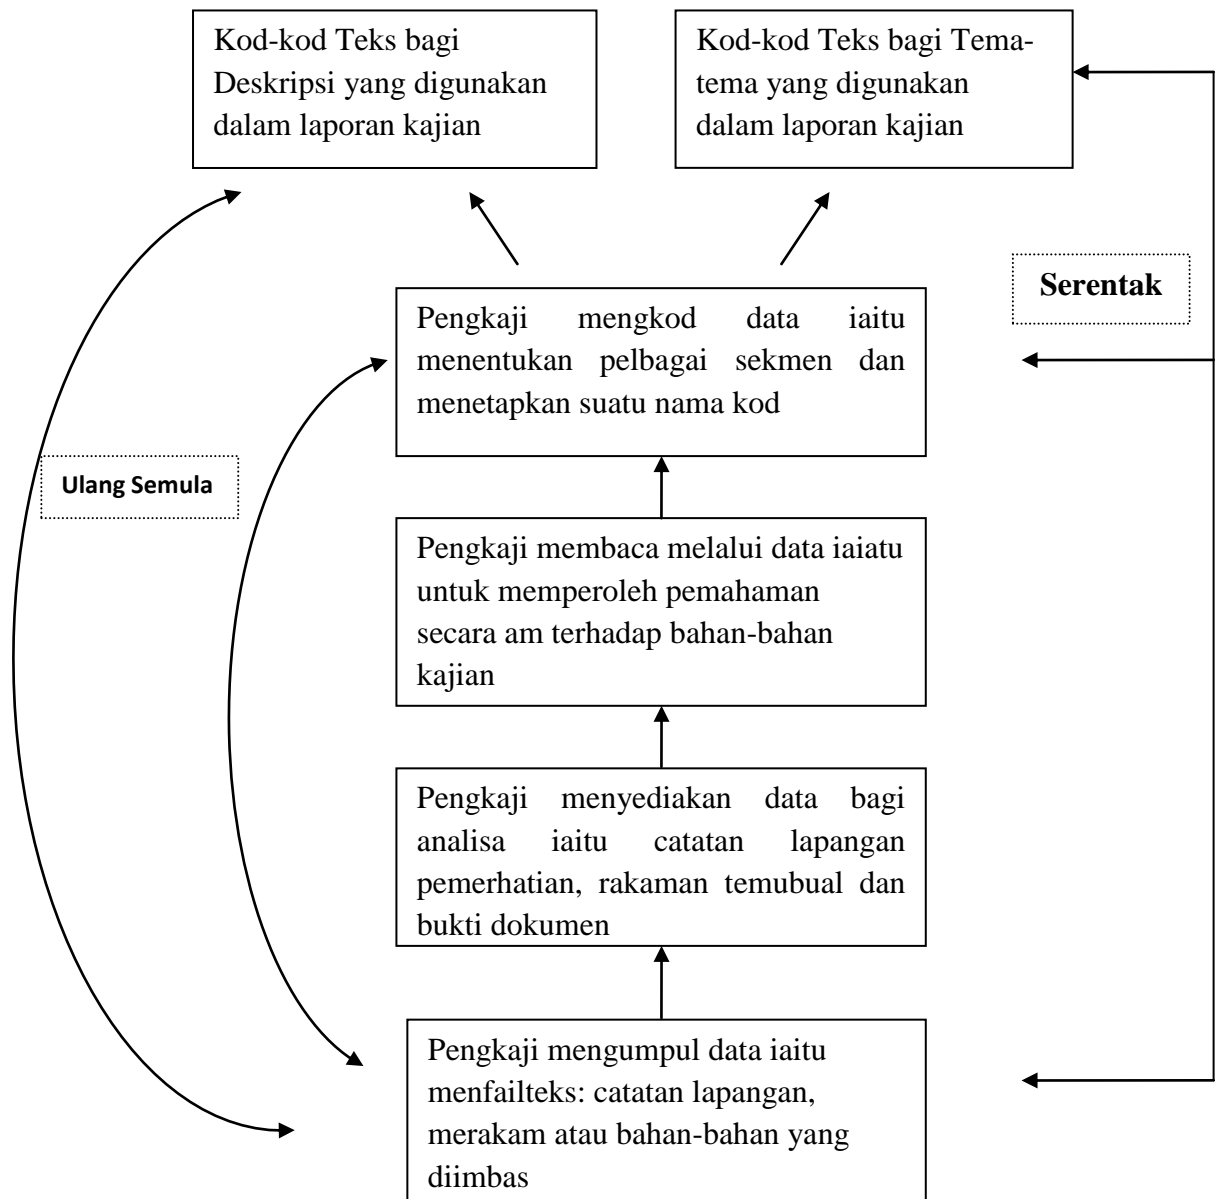 Kod-kod Teks bagi
Deskripsi yang digunakan
dalam laporan kajian
Kod-kod Teks bagi Tema-
tema yang digunakan
dalam laporan kajian
Serentak
Pengkaji mengkod data iaitu
menentukan pelbagai sekmen dan
menetapkan suatu nama kod
Ulang Semula
Pengkaji membaca melalui data iaiatu
untuk memperoleh pemahaman
secara am terhadap bahan-bahan
kajian
Pengkaji menyediakan data bagi
analisa iaitu catatan lapangan
pemerhatian, rakaman temubual dan
bukti dokumen
Pengkaji mengumpul data iaitu
menfailteks: catatan lapangan,
merakam atau bahan-bahan yang
diimbas